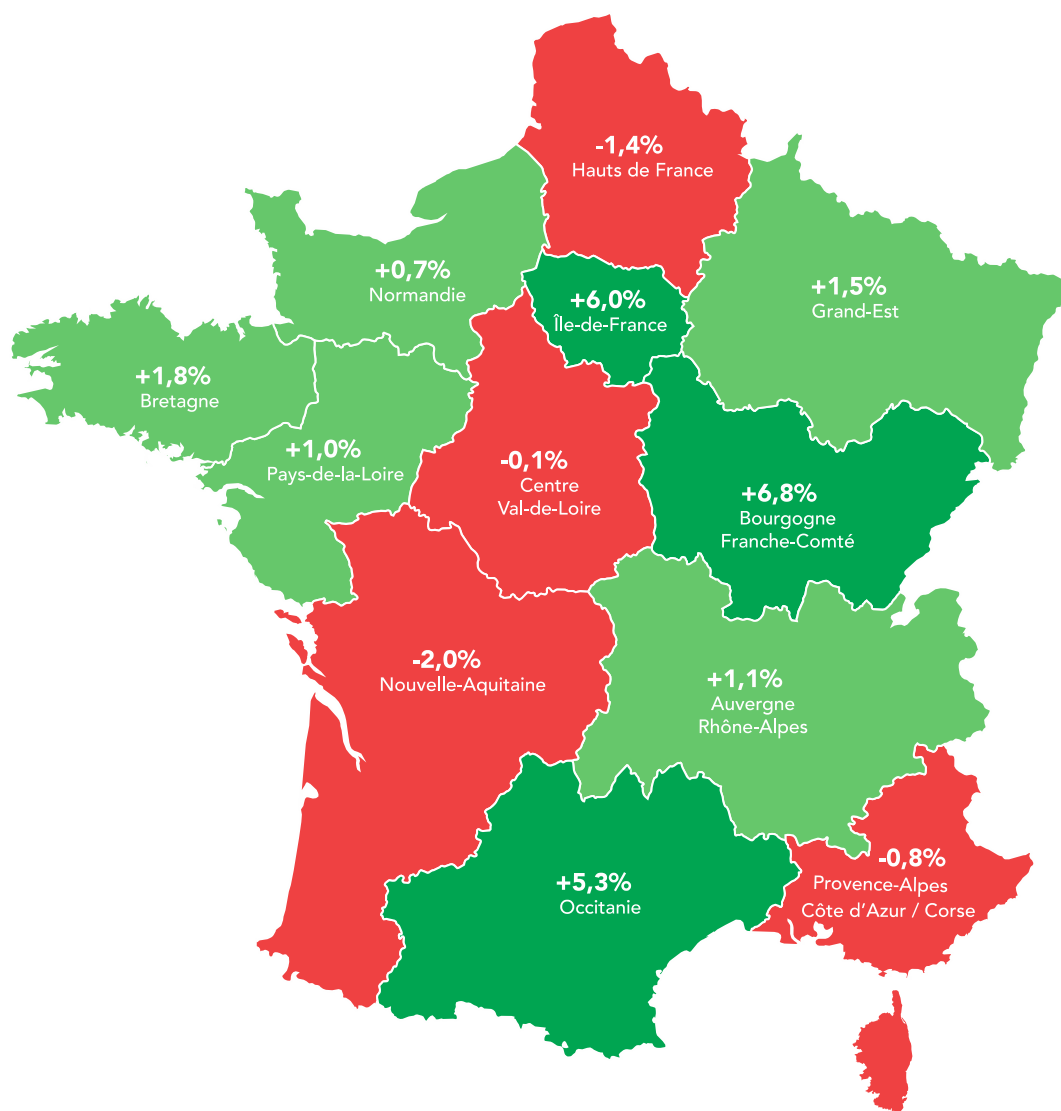 -1,4%
Hauts de France
+0,7%
Normandie
+6,0%
Île-de-France
+1,5%
Grand-Est
+1,8%
Bretagne
+1,0%
Pays-de-la-Loire
-0,1%
Centre
Val-de-Loire
+6,8%
Bourgogne
Franche-Comté
-2,0%
Nouvelle-Aquitaine
+1,1%
Auvergne
Rhône-Alpes
+5,3%
Occitanie
-0,8%
Provence-Alpes
Côte d'Azur / Corse